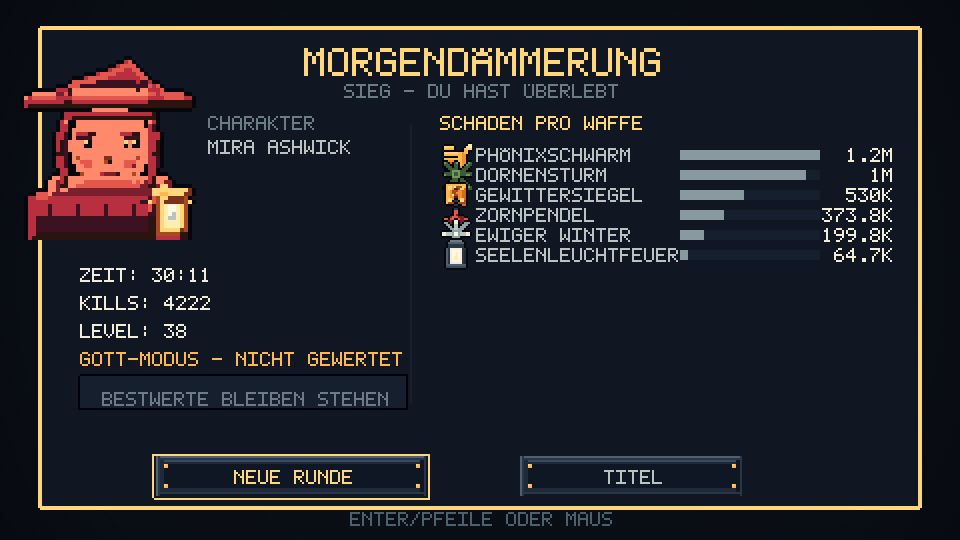 MORGENDÄMMERUNG
SIEG - DU HAST ÜBERLEBT
CHARAKTER
MIRA ASHWICK
ZEIT: 30:11
KILLS: 4222
LEVEL: 38
GOTT-MODUS - NICHT GEWERTET
BESTWERTE BLEIBEN STEHEN
SCHADEN PRO WAFFE
PHÖNIXSCHWARM 1.2M
DORNENSTURM 1M
GEWITTERSIEGEL 530K
ZORNPENDEL 373.8K
EWIGER WINTER 199.8K
SEELENLEUCHTFEUER 64.7K
NEUE RUNDE
TITEL
ENTER/PFEILE ODER MAUS